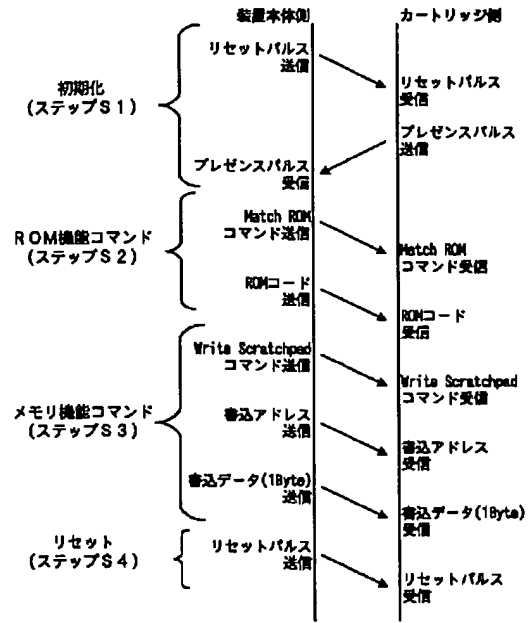 装置本体側
カートリッジ側
リセットパルス
送信
リセットパルス
受信
初期化
(ステップS1)
プレゼンスパルス
送信
プレゼンスパルス
受信
Match ROM
コマンド送信
ROM機能コマンド
(ステップS2)
Match ROM
コマンド受信
ROMコード
送信
ROMコード
受信
Write Scratchpad
コマンド送信
Write Scratchpad
コマンド受信
メモリ機能コマンド
(ステップS3)
書込アドレス
送信
書込アドレス
受信
書込データ(1Byte)
送信
書込データ(1Byte)
受信
リセット
(ステップS4)
リセットパルス
送信
リセットパルス
受信